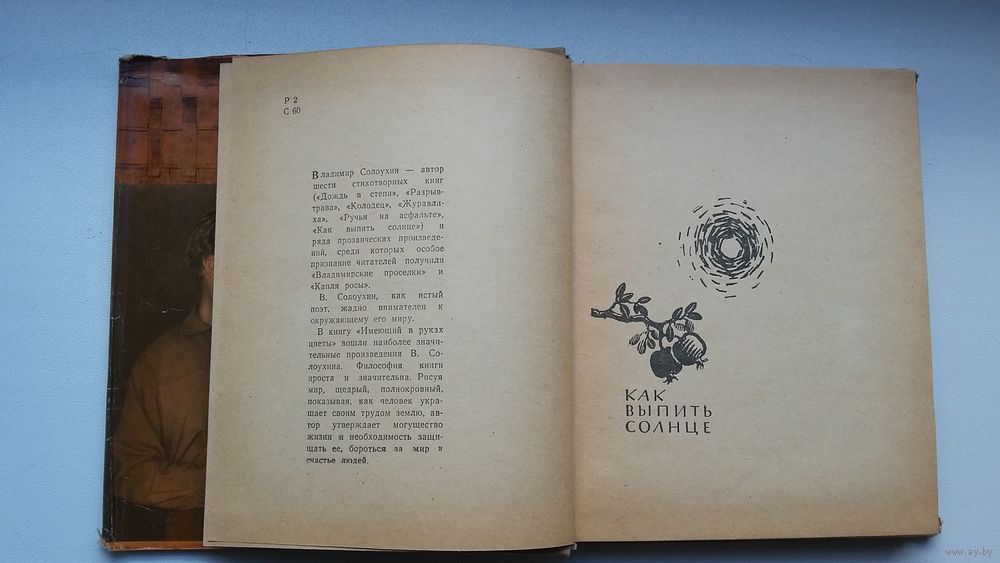 Р 2
С 60
Владимир Солоухин — автор
шести стихотворных книг
(«Дождь в степи», «Разрыв-
трава», «Колодец», «Журавли-
ха», «Ручьи на асфальте»,
«Как выпить солнце») и
ряда прозаических произведе-
ний, среди которых особое
признание читателей получили
«Владимирские проселки» и
«Капля росы».
В. Солоухин, как истый
поэт, жадно внимателен к
окружающему его миру.
В книгу «Имеющий в руках
цветы» вошли наиболее значи-
тельные произведения В. Со-
лоухина. Философия книги
проста и значительна. Рисуя
мир, щедрый, полнокровный,
показывая, как человек укра-
шает своим трудом землю, ав-
тор утверждает могущество
жизни и необходимость защи-
щать ее, бороться за мир и
счастье людей.
КАК
ВЫПИТЬ
СОЛНЦЕ
www.ay.by